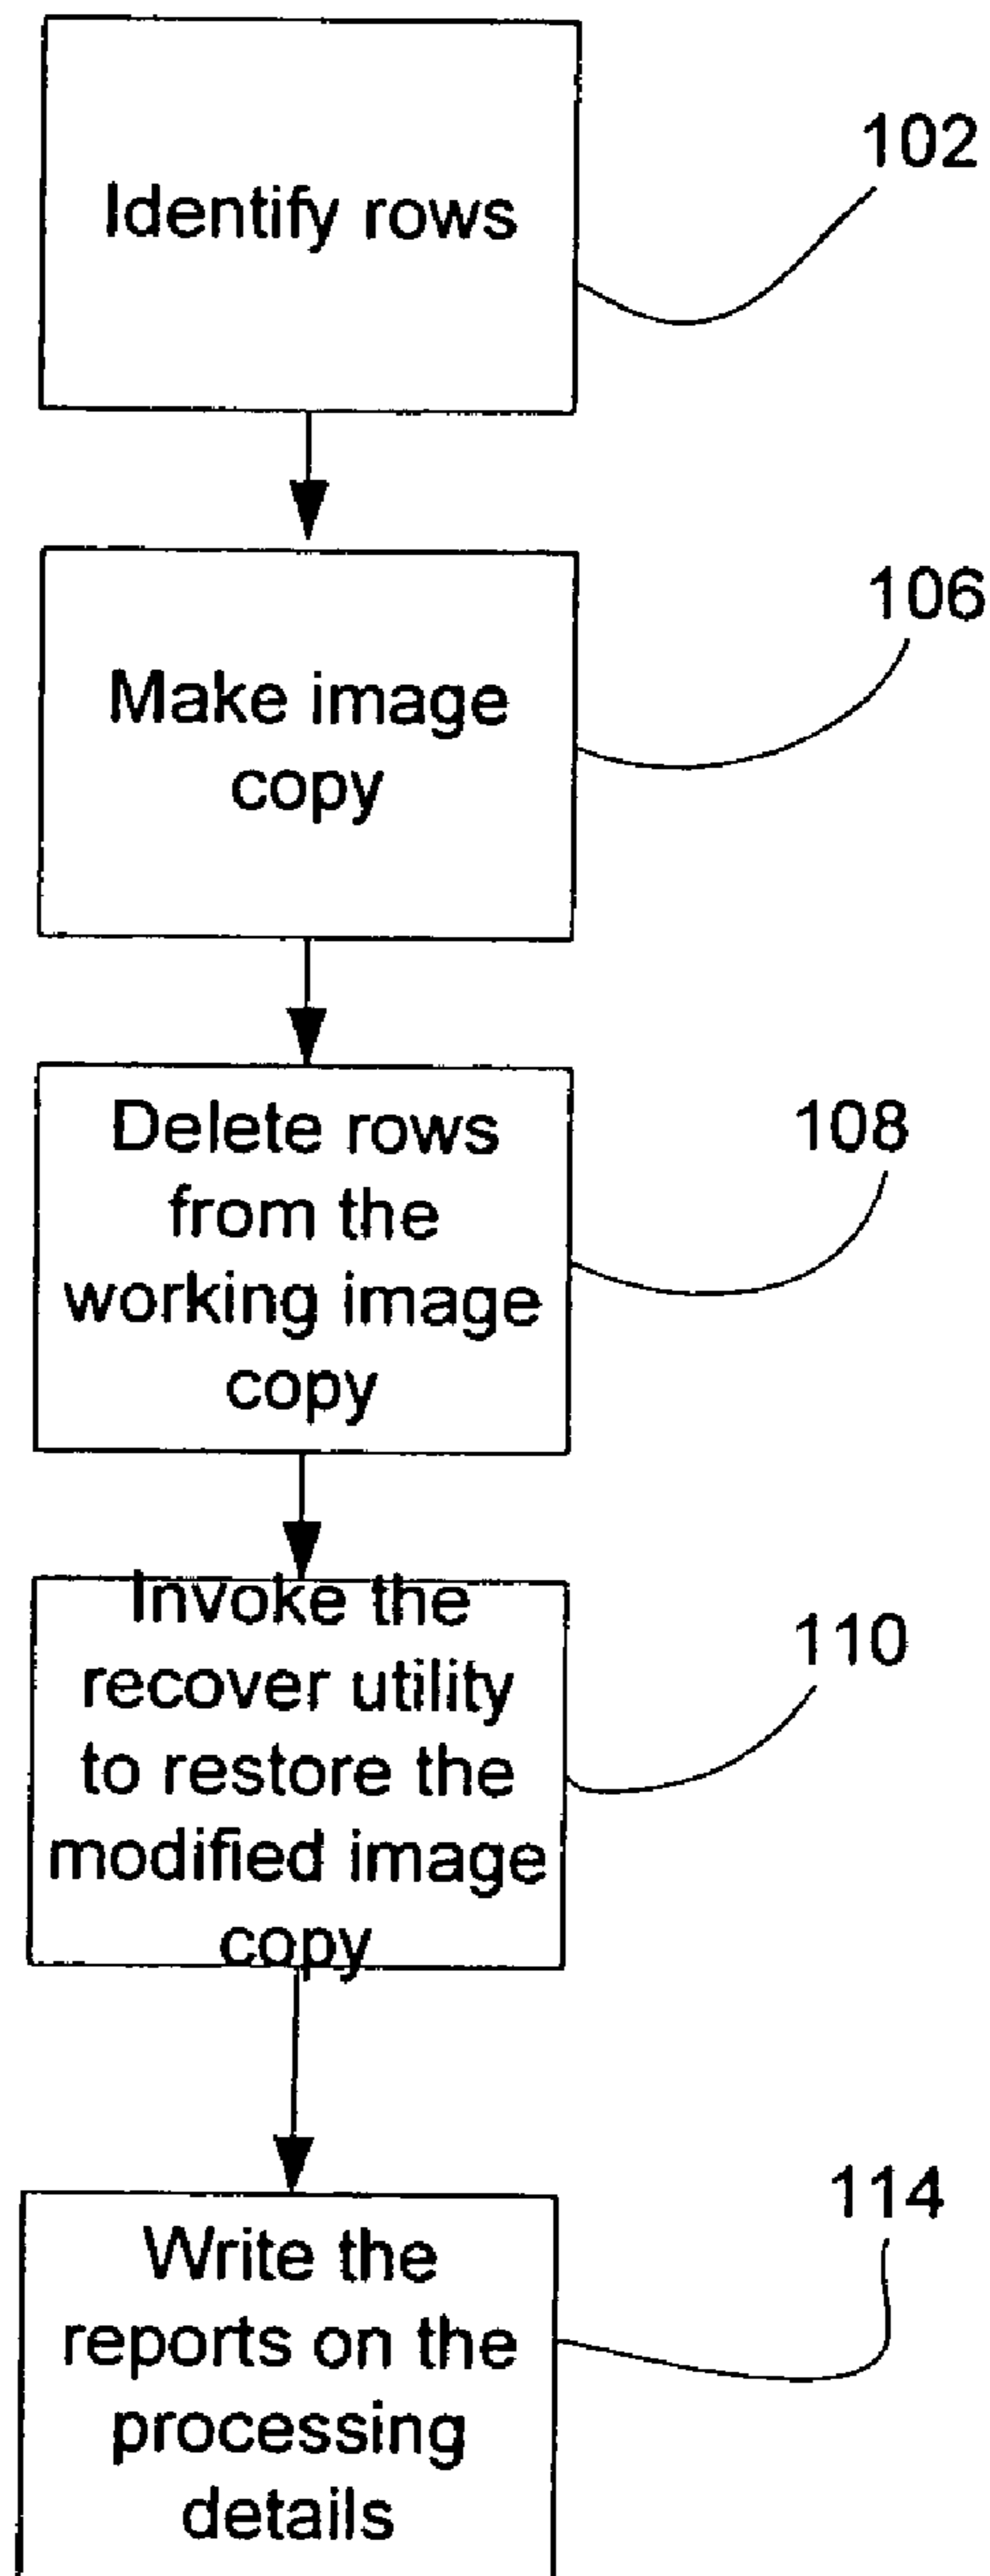 Identify rows
102
Make image
copy
106
Delete rows
from the
working image
copy
108
Invoke the
recover utility
to restore the
modified image
copy
110
Write the
reports on the
processing
details
114